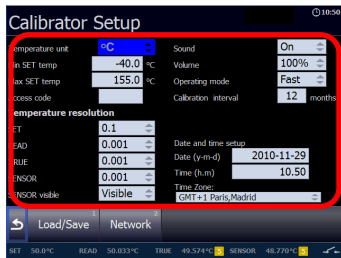 Calibrator Setup 10:50
Temperature unit °C
Min SET temp -40.0 °C
Max SET temp 155.0 °C
Access code
Temperature resolution
SET 0.1
READ 0.001
TRUE 0.001
SENSOR 0.001
SENSOR visible Visible
Sound On
Volume 100%
Operating mode Fast
Calibration interval 12 months
Date and time setup
Date (y-m-d) 2010-11-29
Time (h.m) 10.50
Time Zone:
GMT+1 Paris,Madrid
Load/Save 1 Network 2
SET 50.0°C READ 50.033°C TRUE 49.574°C S SENSOR 48.770°C S